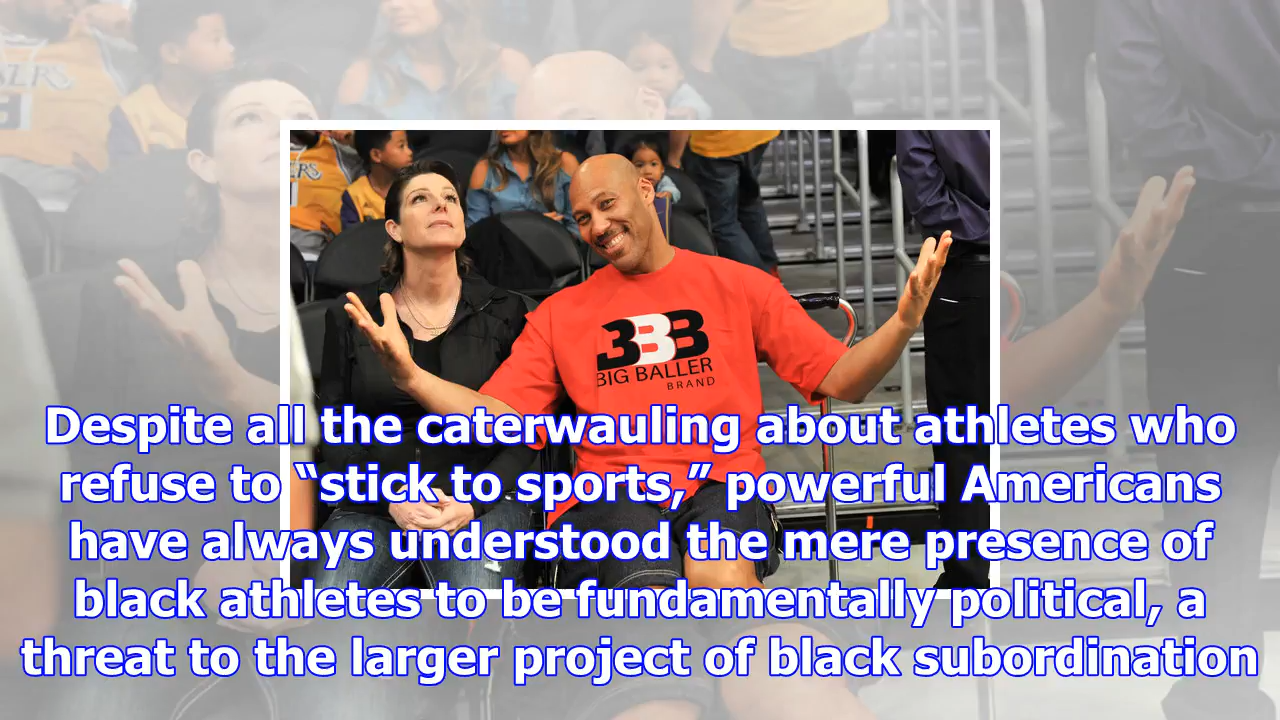 BBB
BIG BALLER
BRAND
Despite all the caterwauling about athletes who
refuse to “stick to sports,” powerful Americans
have always understood the mere presence of
black athletes to be fundamentally political, a
threat to the larger project of black subordination